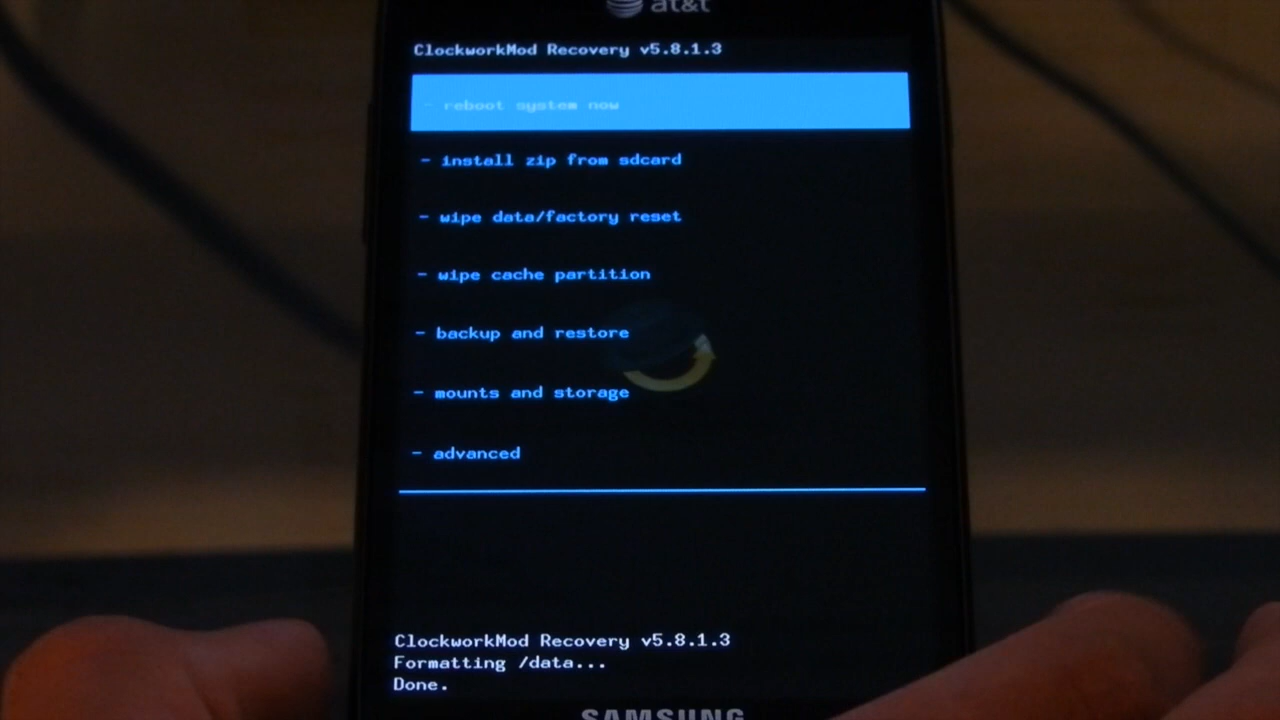 at&t
ClockworkMod Recovery v5.8.1.3
- reboot system now
- install zip from sdcard
- wipe data/factory reset
- wipe cache partition
- backup and restore
- mounts and storage
- advanced
ClockworkMod Recovery v5.8.1.3
Formatting /data...
Done.
SAMSUNG